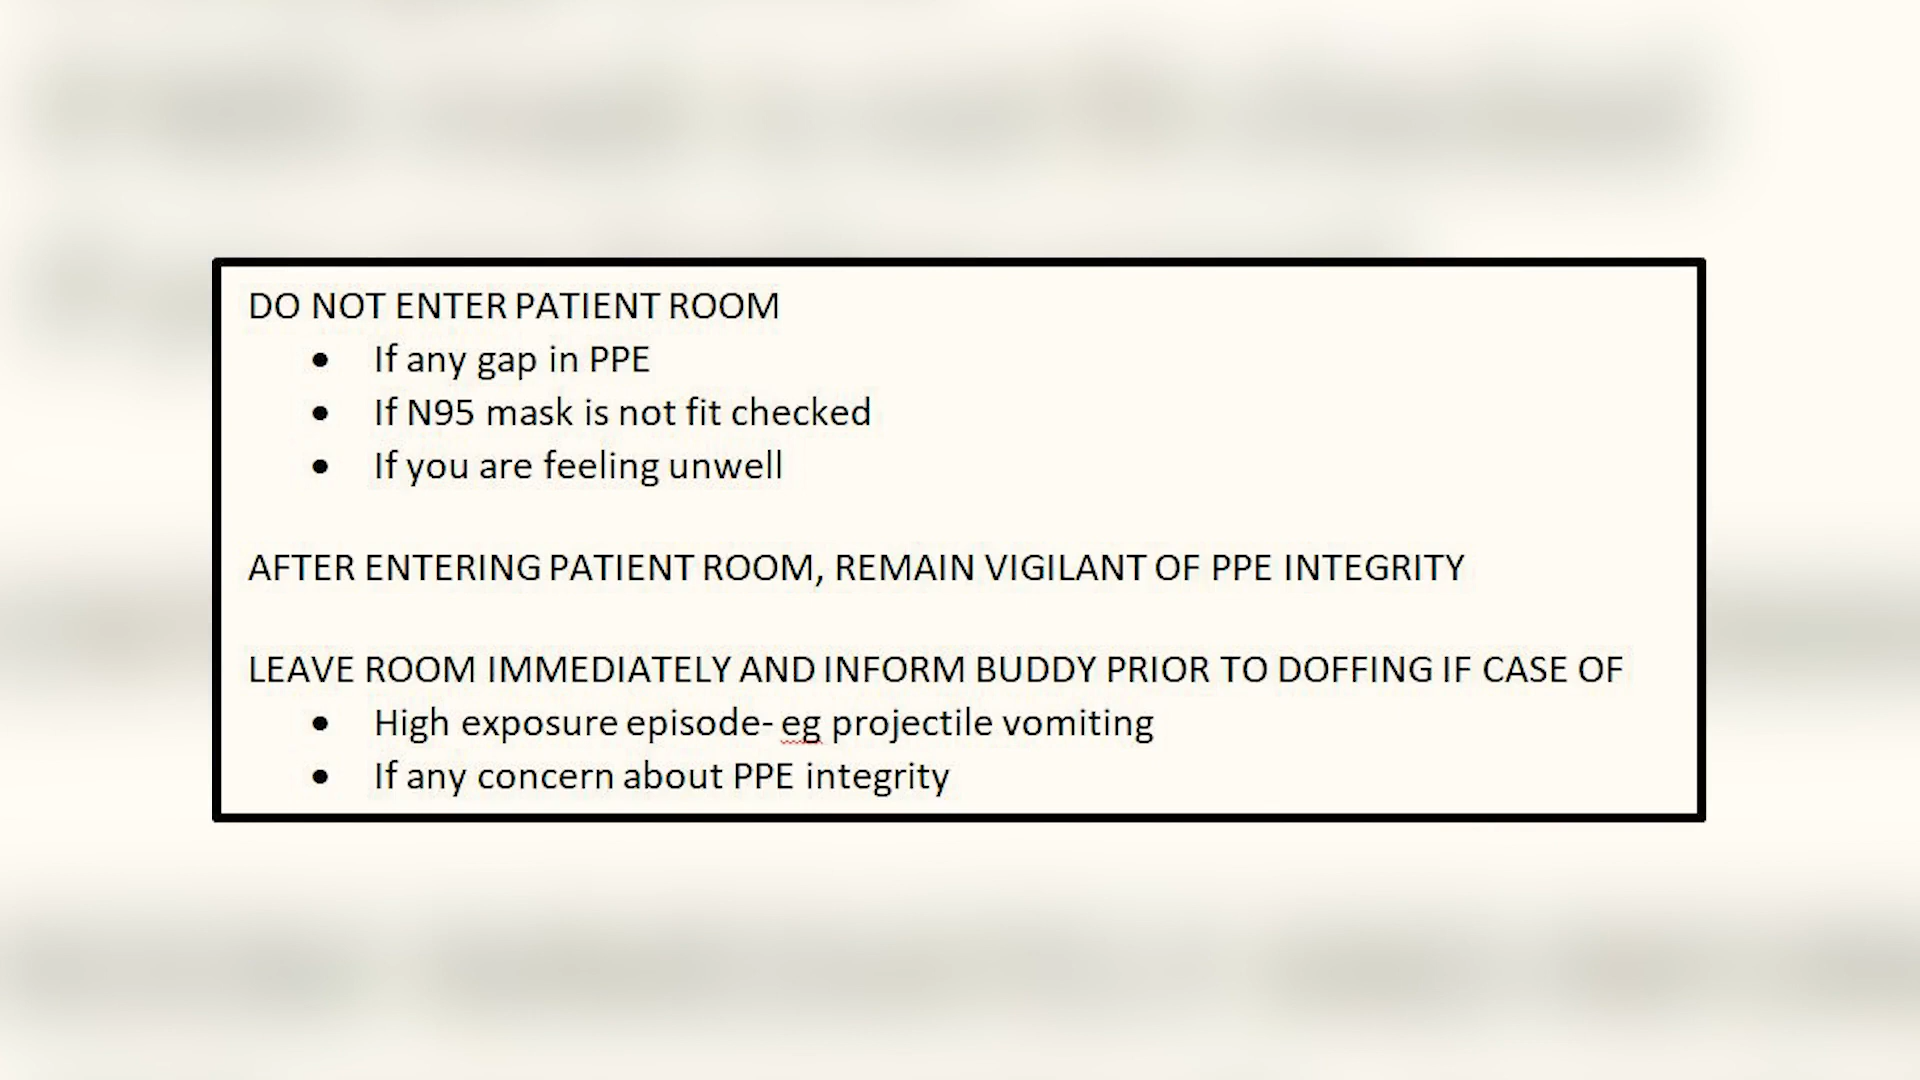 DO NOT ENTER PATIENT ROOM
• If any gap in PPE
• If N95 mask is not fit checked
• If you are feeling unwell
AFTER ENTERING PATIENT ROOM, REMAIN VIGILANT OF PPE INTEGRITY
LEAVE ROOM IMMEDIATELY AND INFORM BUDDY PRIOR TO DOFFING IF CASE OF
• High exposure episode- eg projectile vomiting
• If any concern about PPE integrity